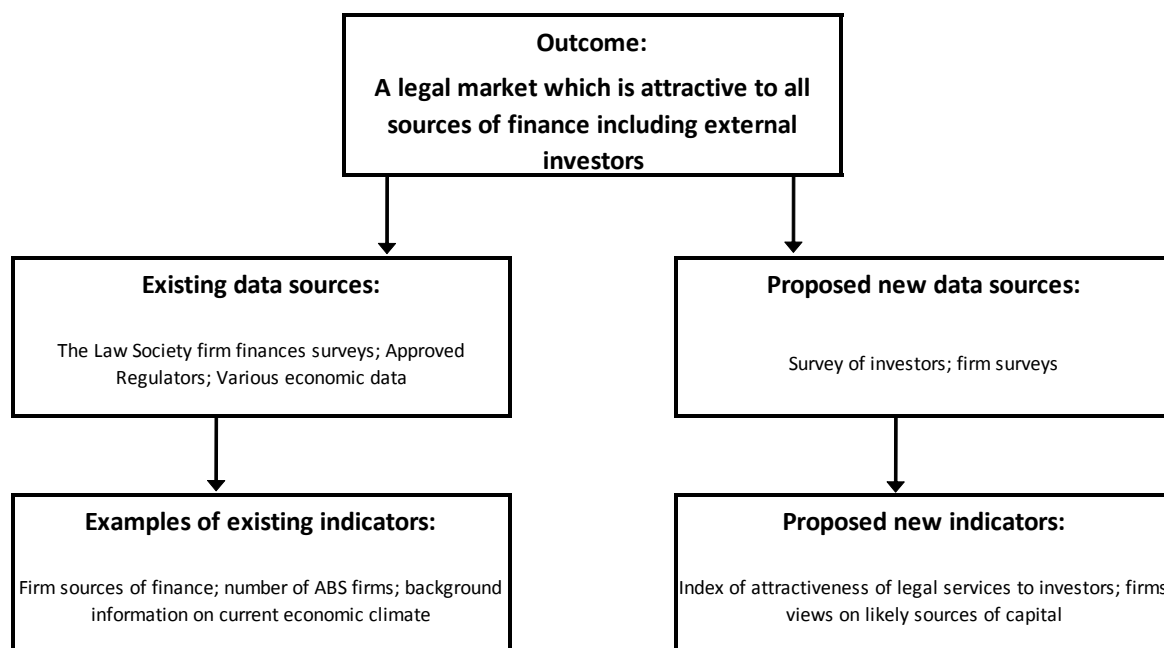 Outcome:
A legal market which is attractive to all
sources of finance including external
investors
Existing data sources:
The Law Society firm finances surveys; Approved
Regulators; Various economic data
Proposed new data sources:
Survey of investors; firm surveys
Examples of existing indicators:
Firm sources of finance; number of ABS firms; background
information on current economic climate
Proposed new indicators:
Index of attractiveness of legal services to investors; firms
views on likely sources of capital